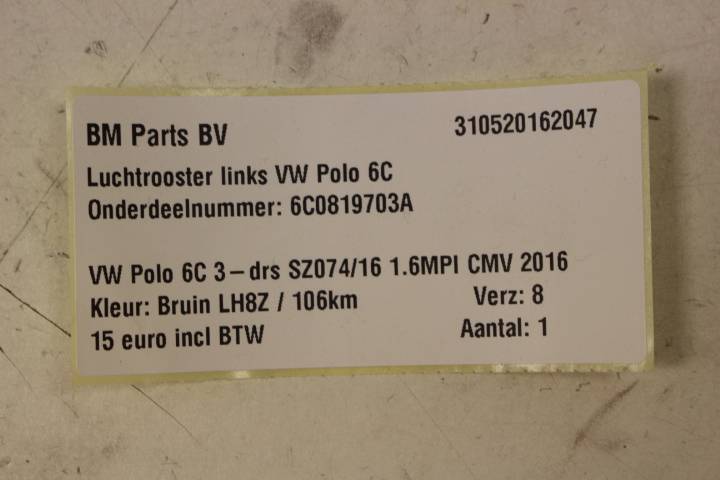 BM Parts BV 310520162047
Luchtrooster links VW Polo 6C
Onderdeelnummer: 6C0819703A
VW Polo 6C 3-drs SZ074/16 1.6MPI CMV 2016
Kleur: Bruin LH8Z / 106km Verz: 8
15 euro incl BTW Aantal: 1